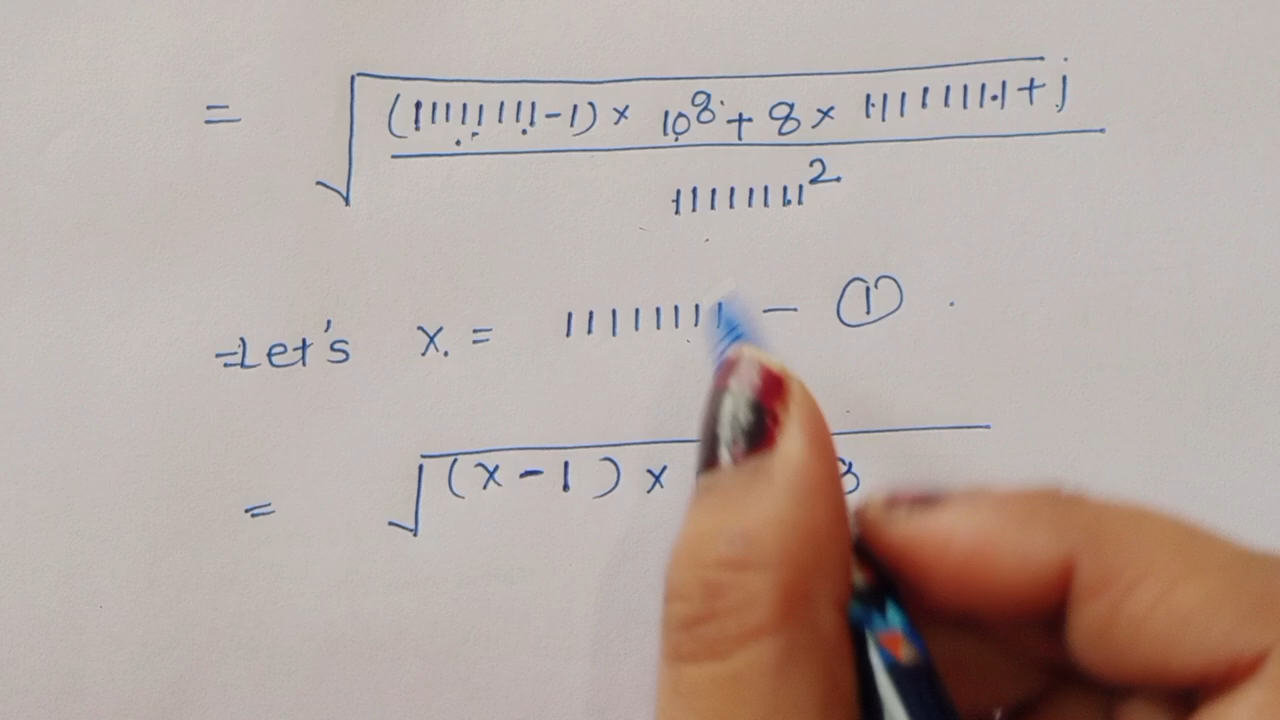 = √(11111111-1) × 10⁸ + 8 × 11111111 + 1
11111111²
=Let's x. = 11111111 — ①
= √(x-1) ×